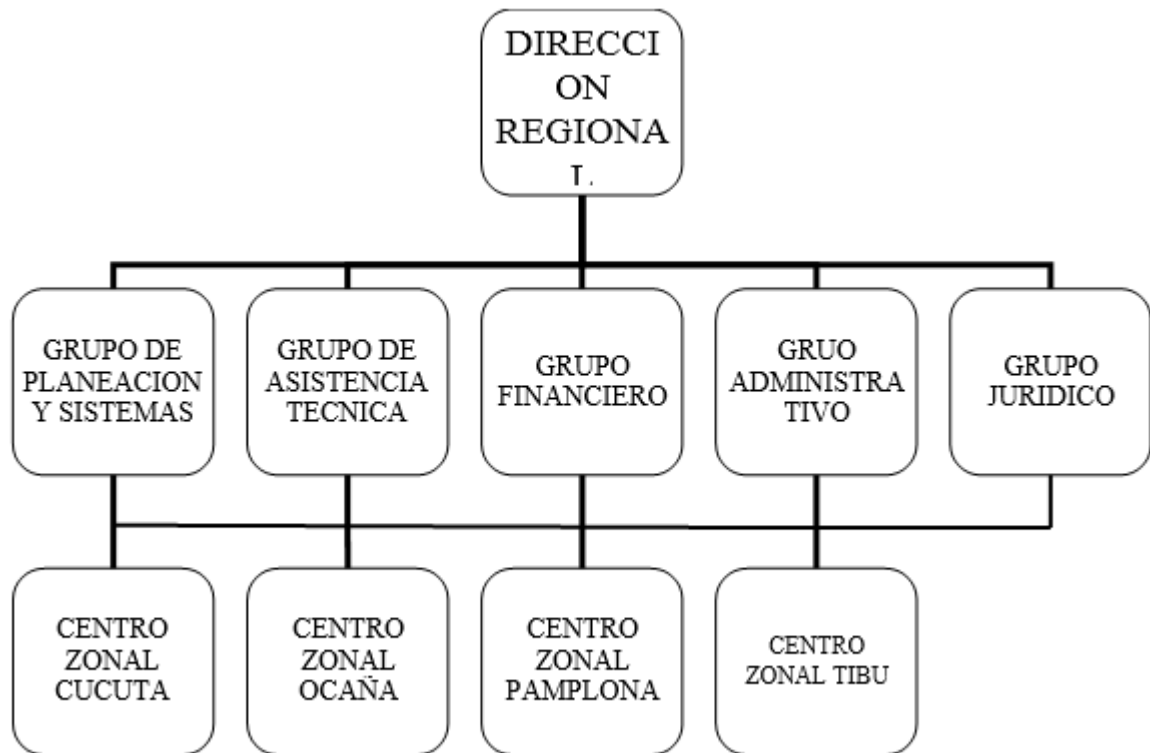 DIRECCI
ON
REGIONA
L
GRUPO DE
PLANEACION
Y SISTEMAS
GRUPO DE
ASISTENCIA
TECNICA
GRUPO
FINANCIERO
GRUO
ADMINISTRA
TIVO
GRUPO
JURIDICO
CENTRO
ZONAL
CUCUTA
CENTRO
ZONAL
OCAÑA
CENTRO
ZONAL
PAMPLONA
CENTRO
ZONAL TIBU